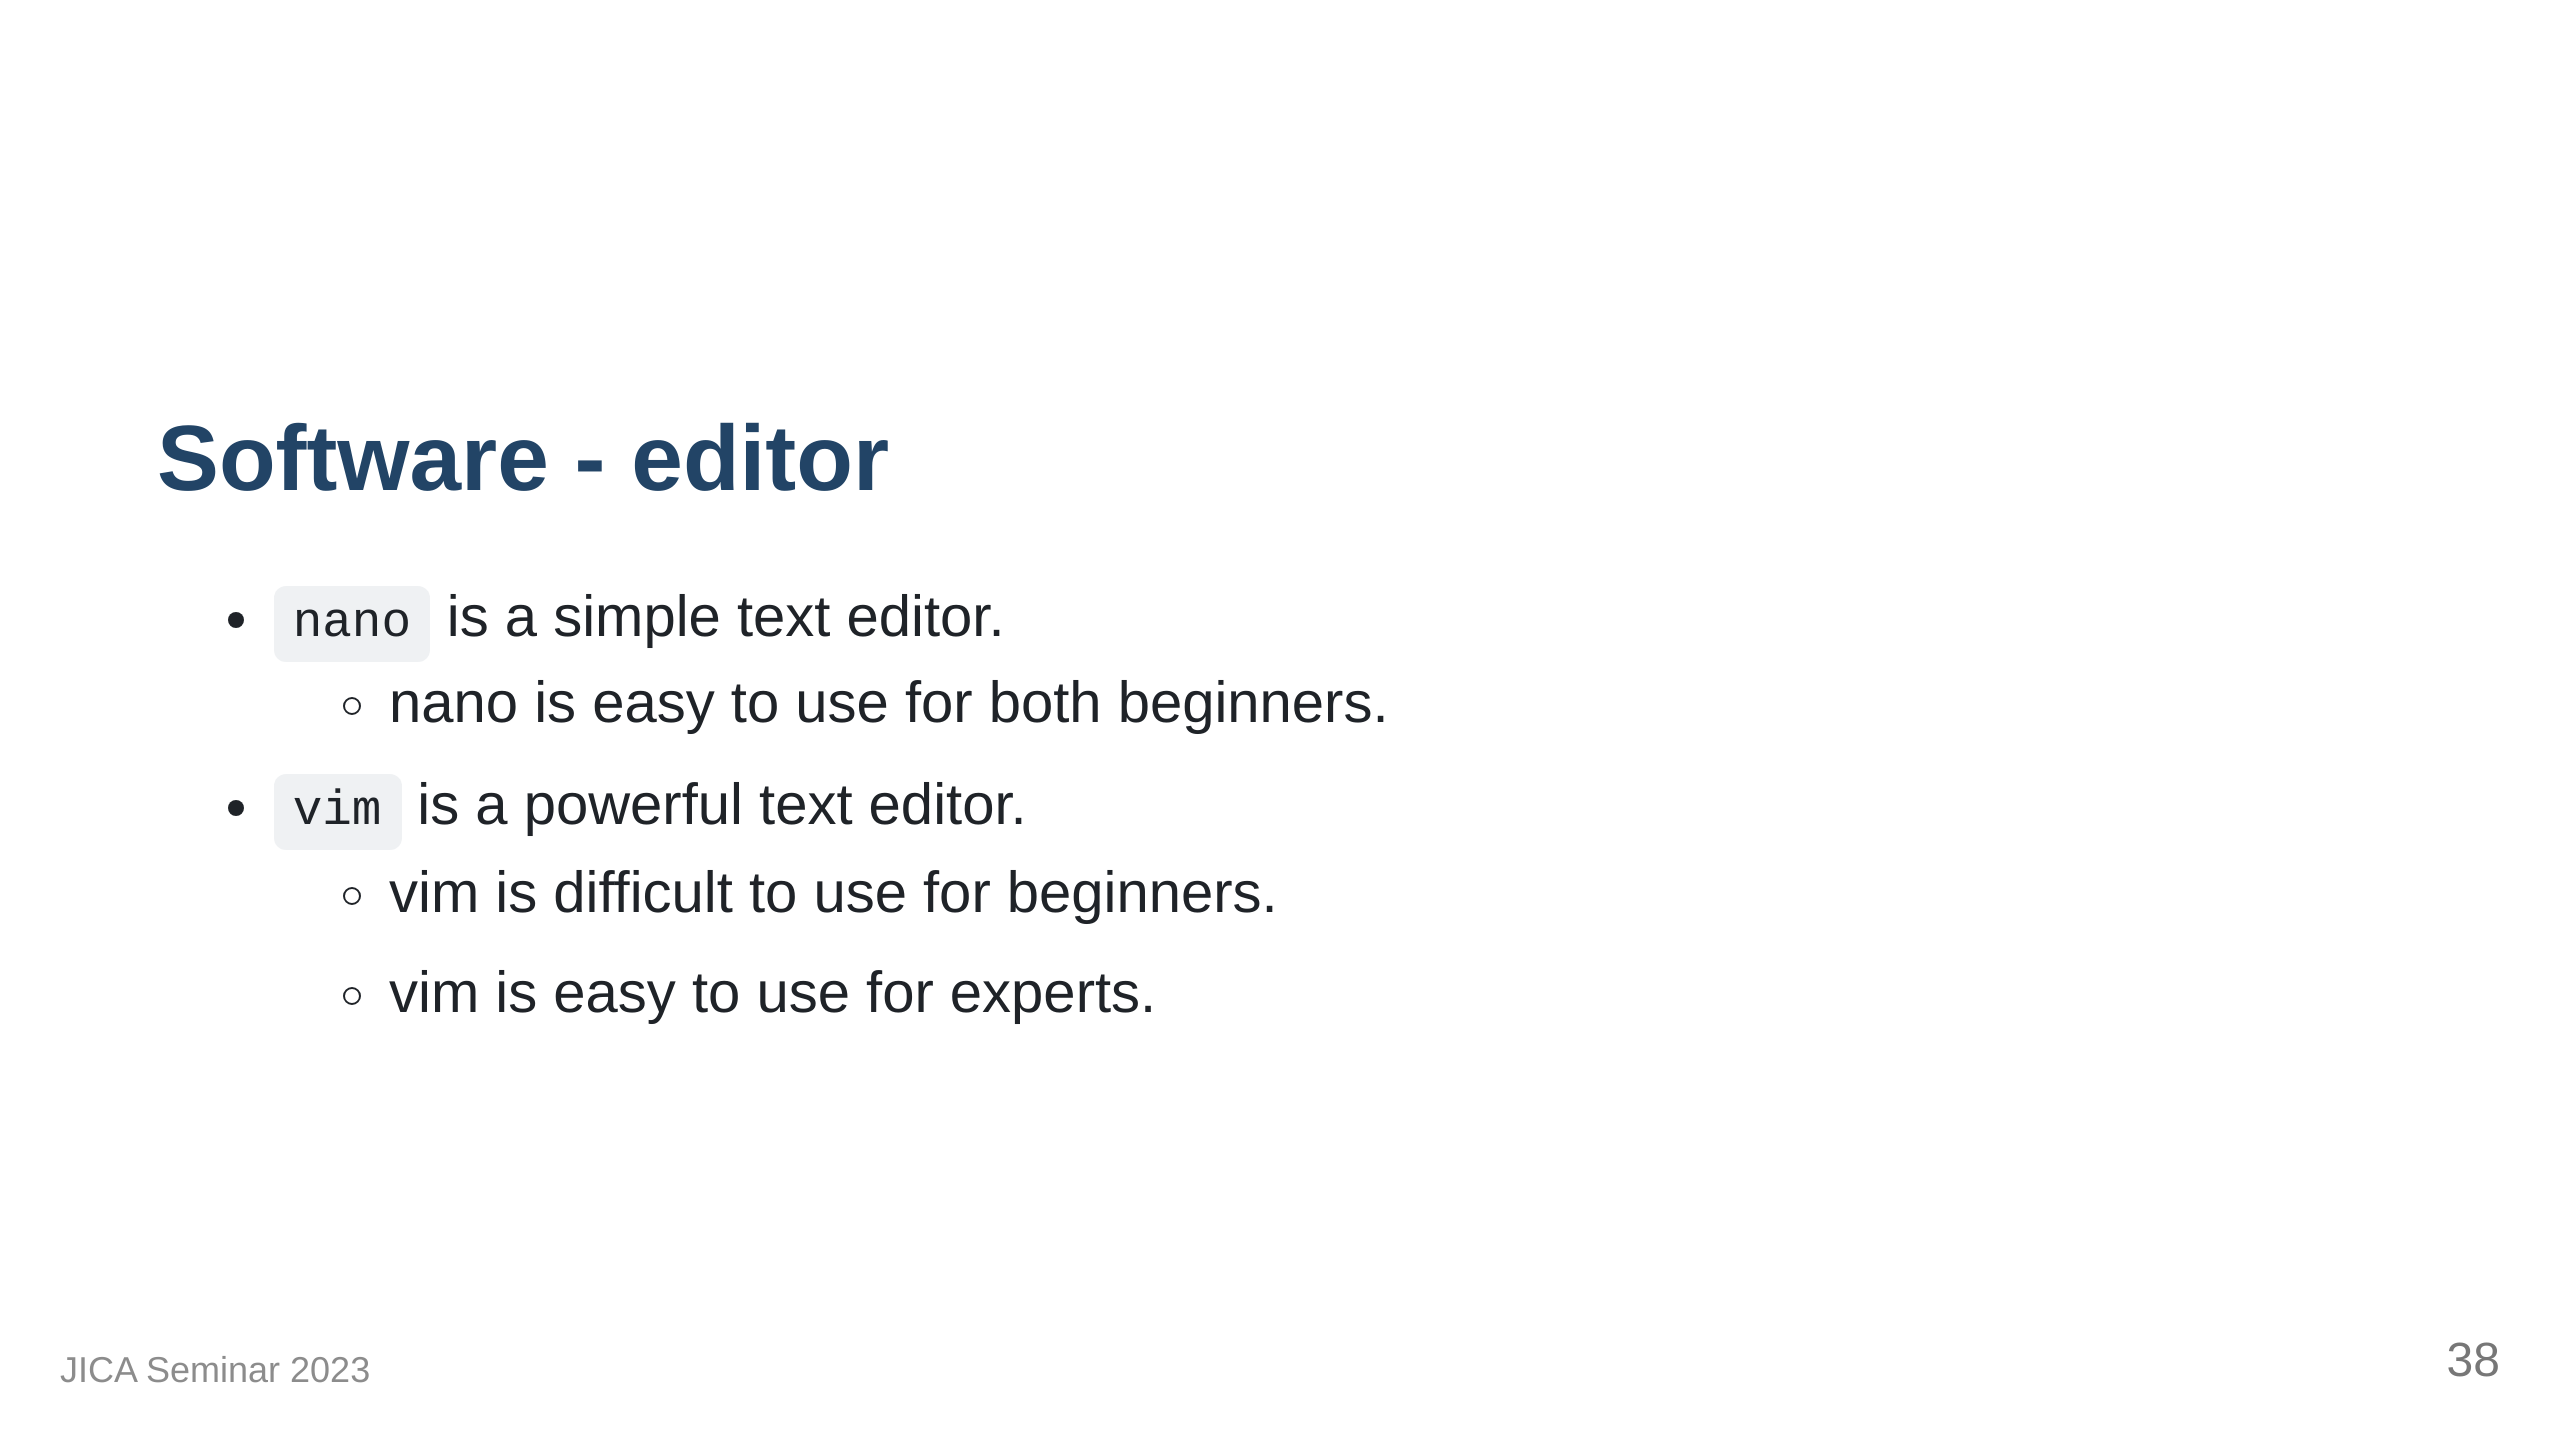 Software - editor
nano is a simple text editor.
nano is easy to use for both beginners.
vim is a powerful text editor.
vim is difficult to use for beginners.
vim is easy to use for experts.
JICA Seminar 2023
38